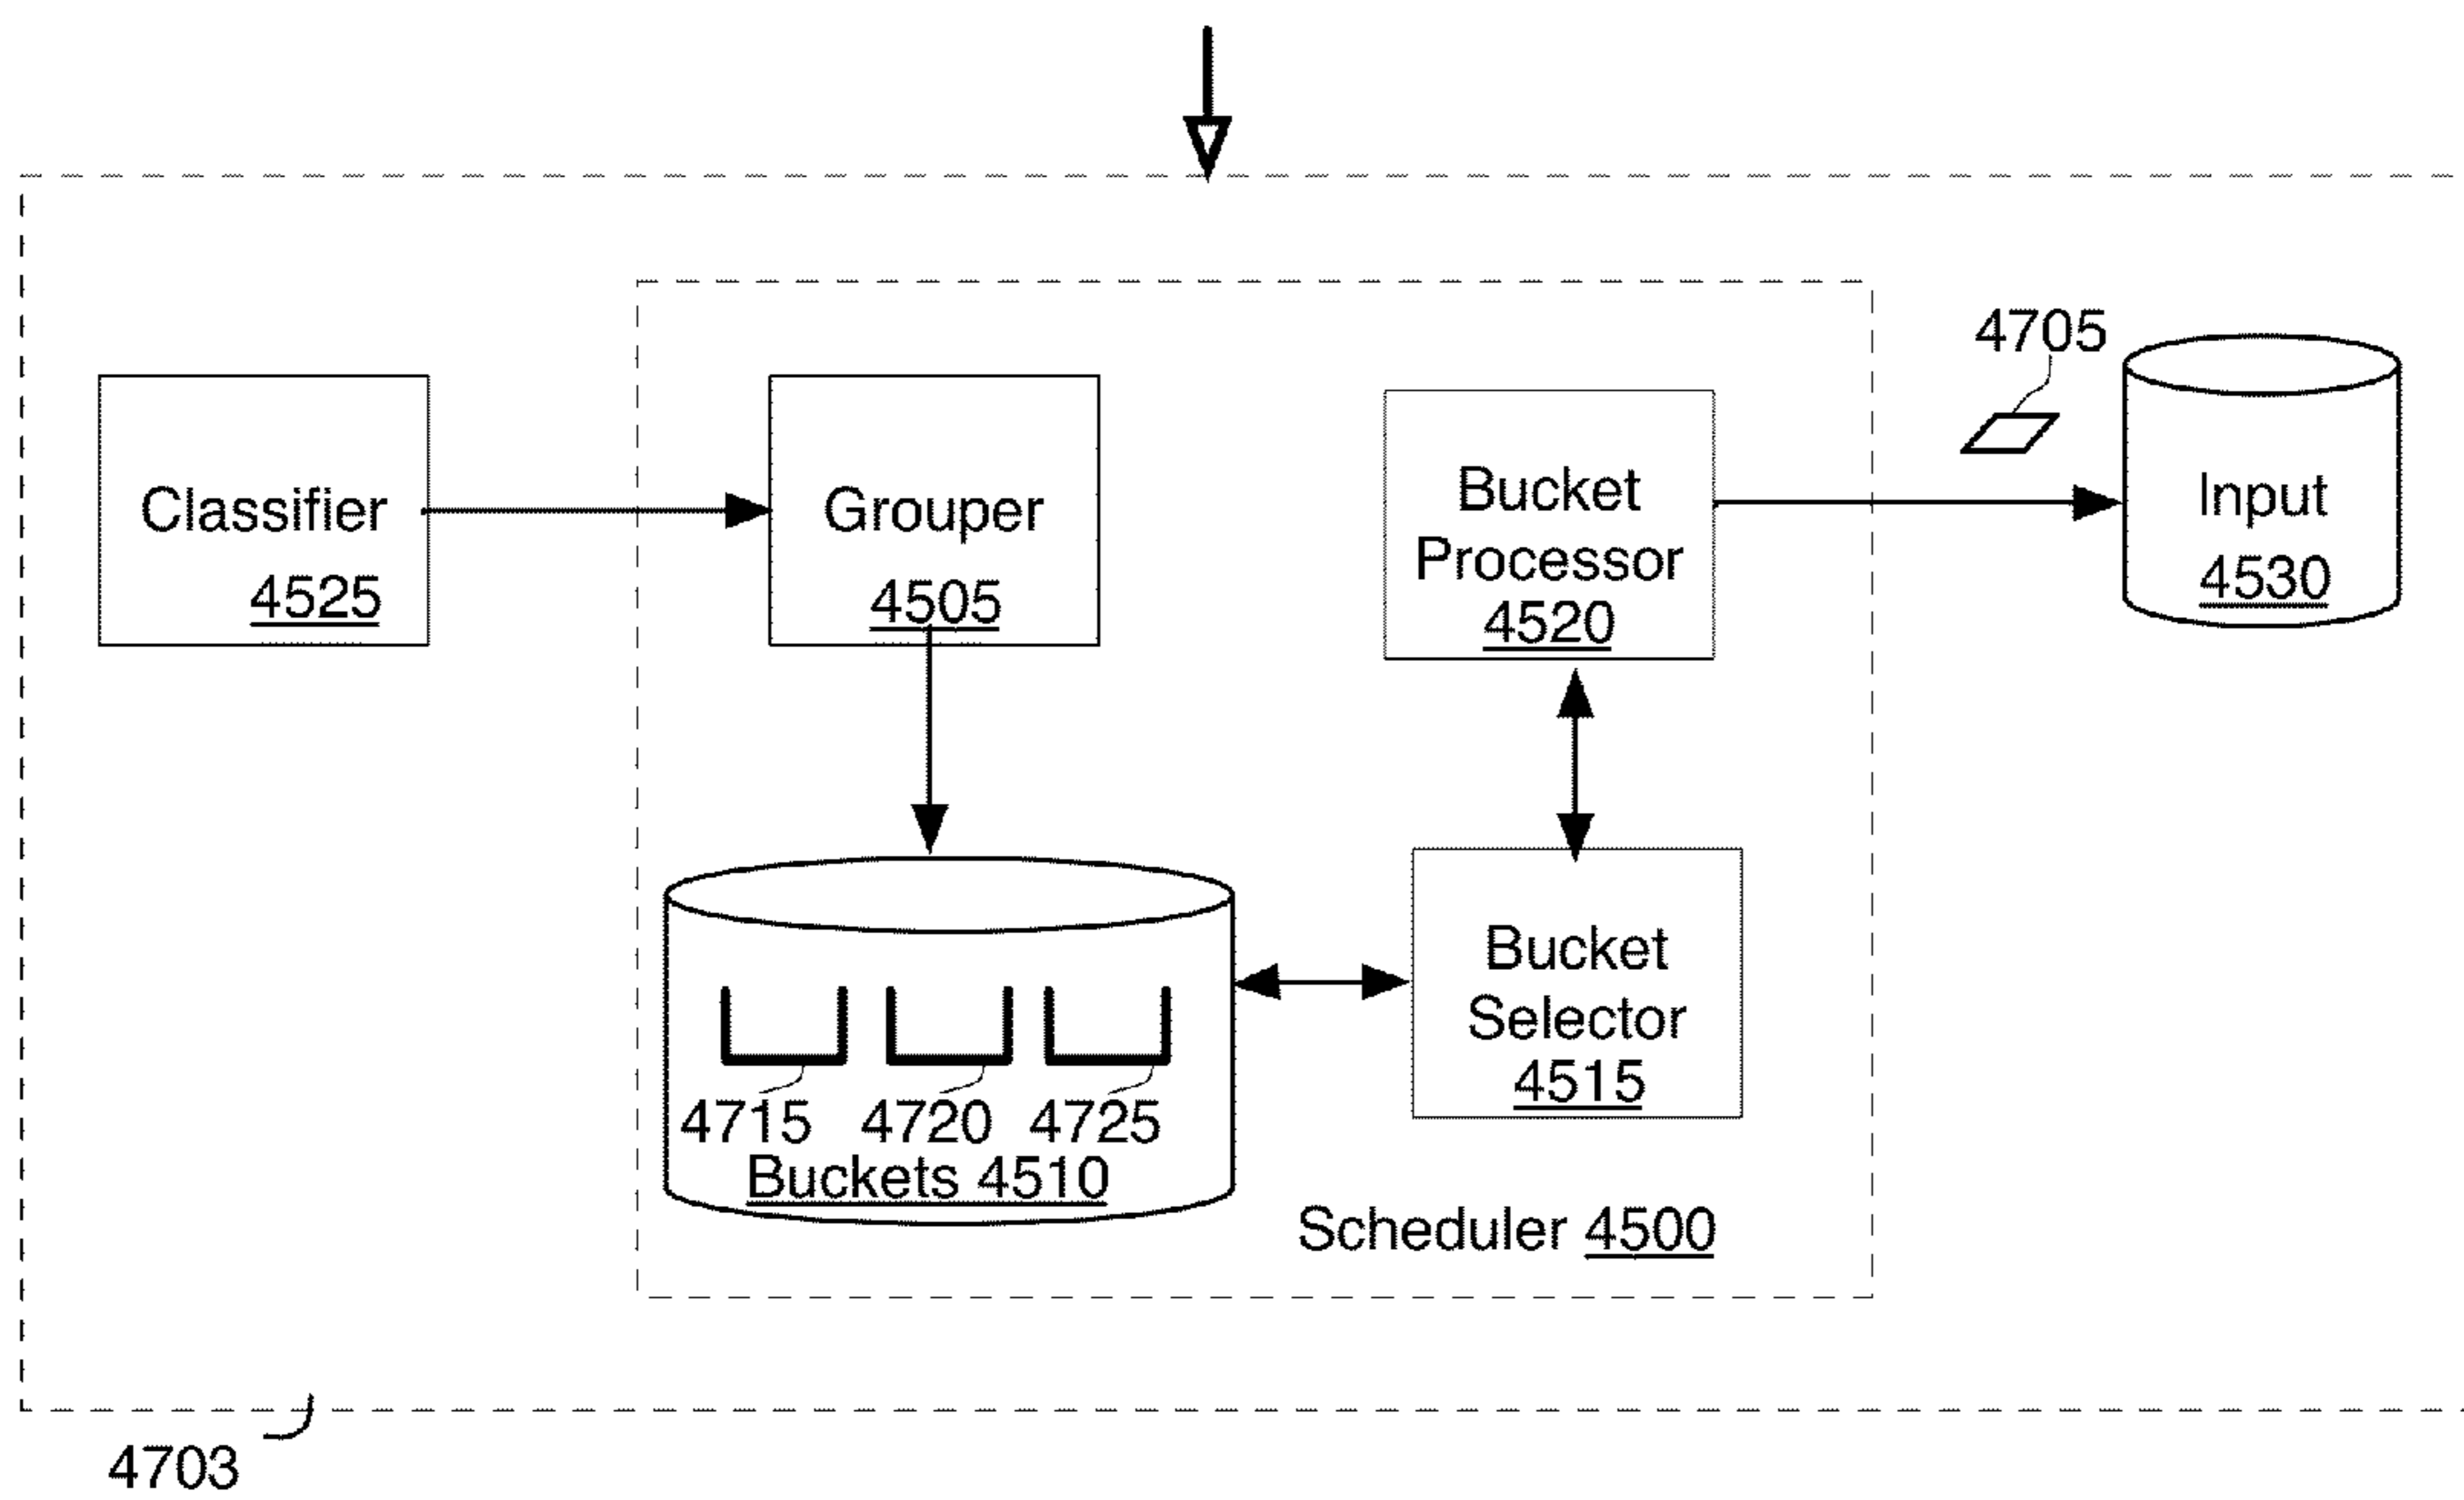 4705
Classifier
4525
Grouper
4505
Bucket
Processor
4520
Input
4530
4715 4720 4725
Buckets 4510
Bucket
Selector
4515
Scheduler 4500
4703